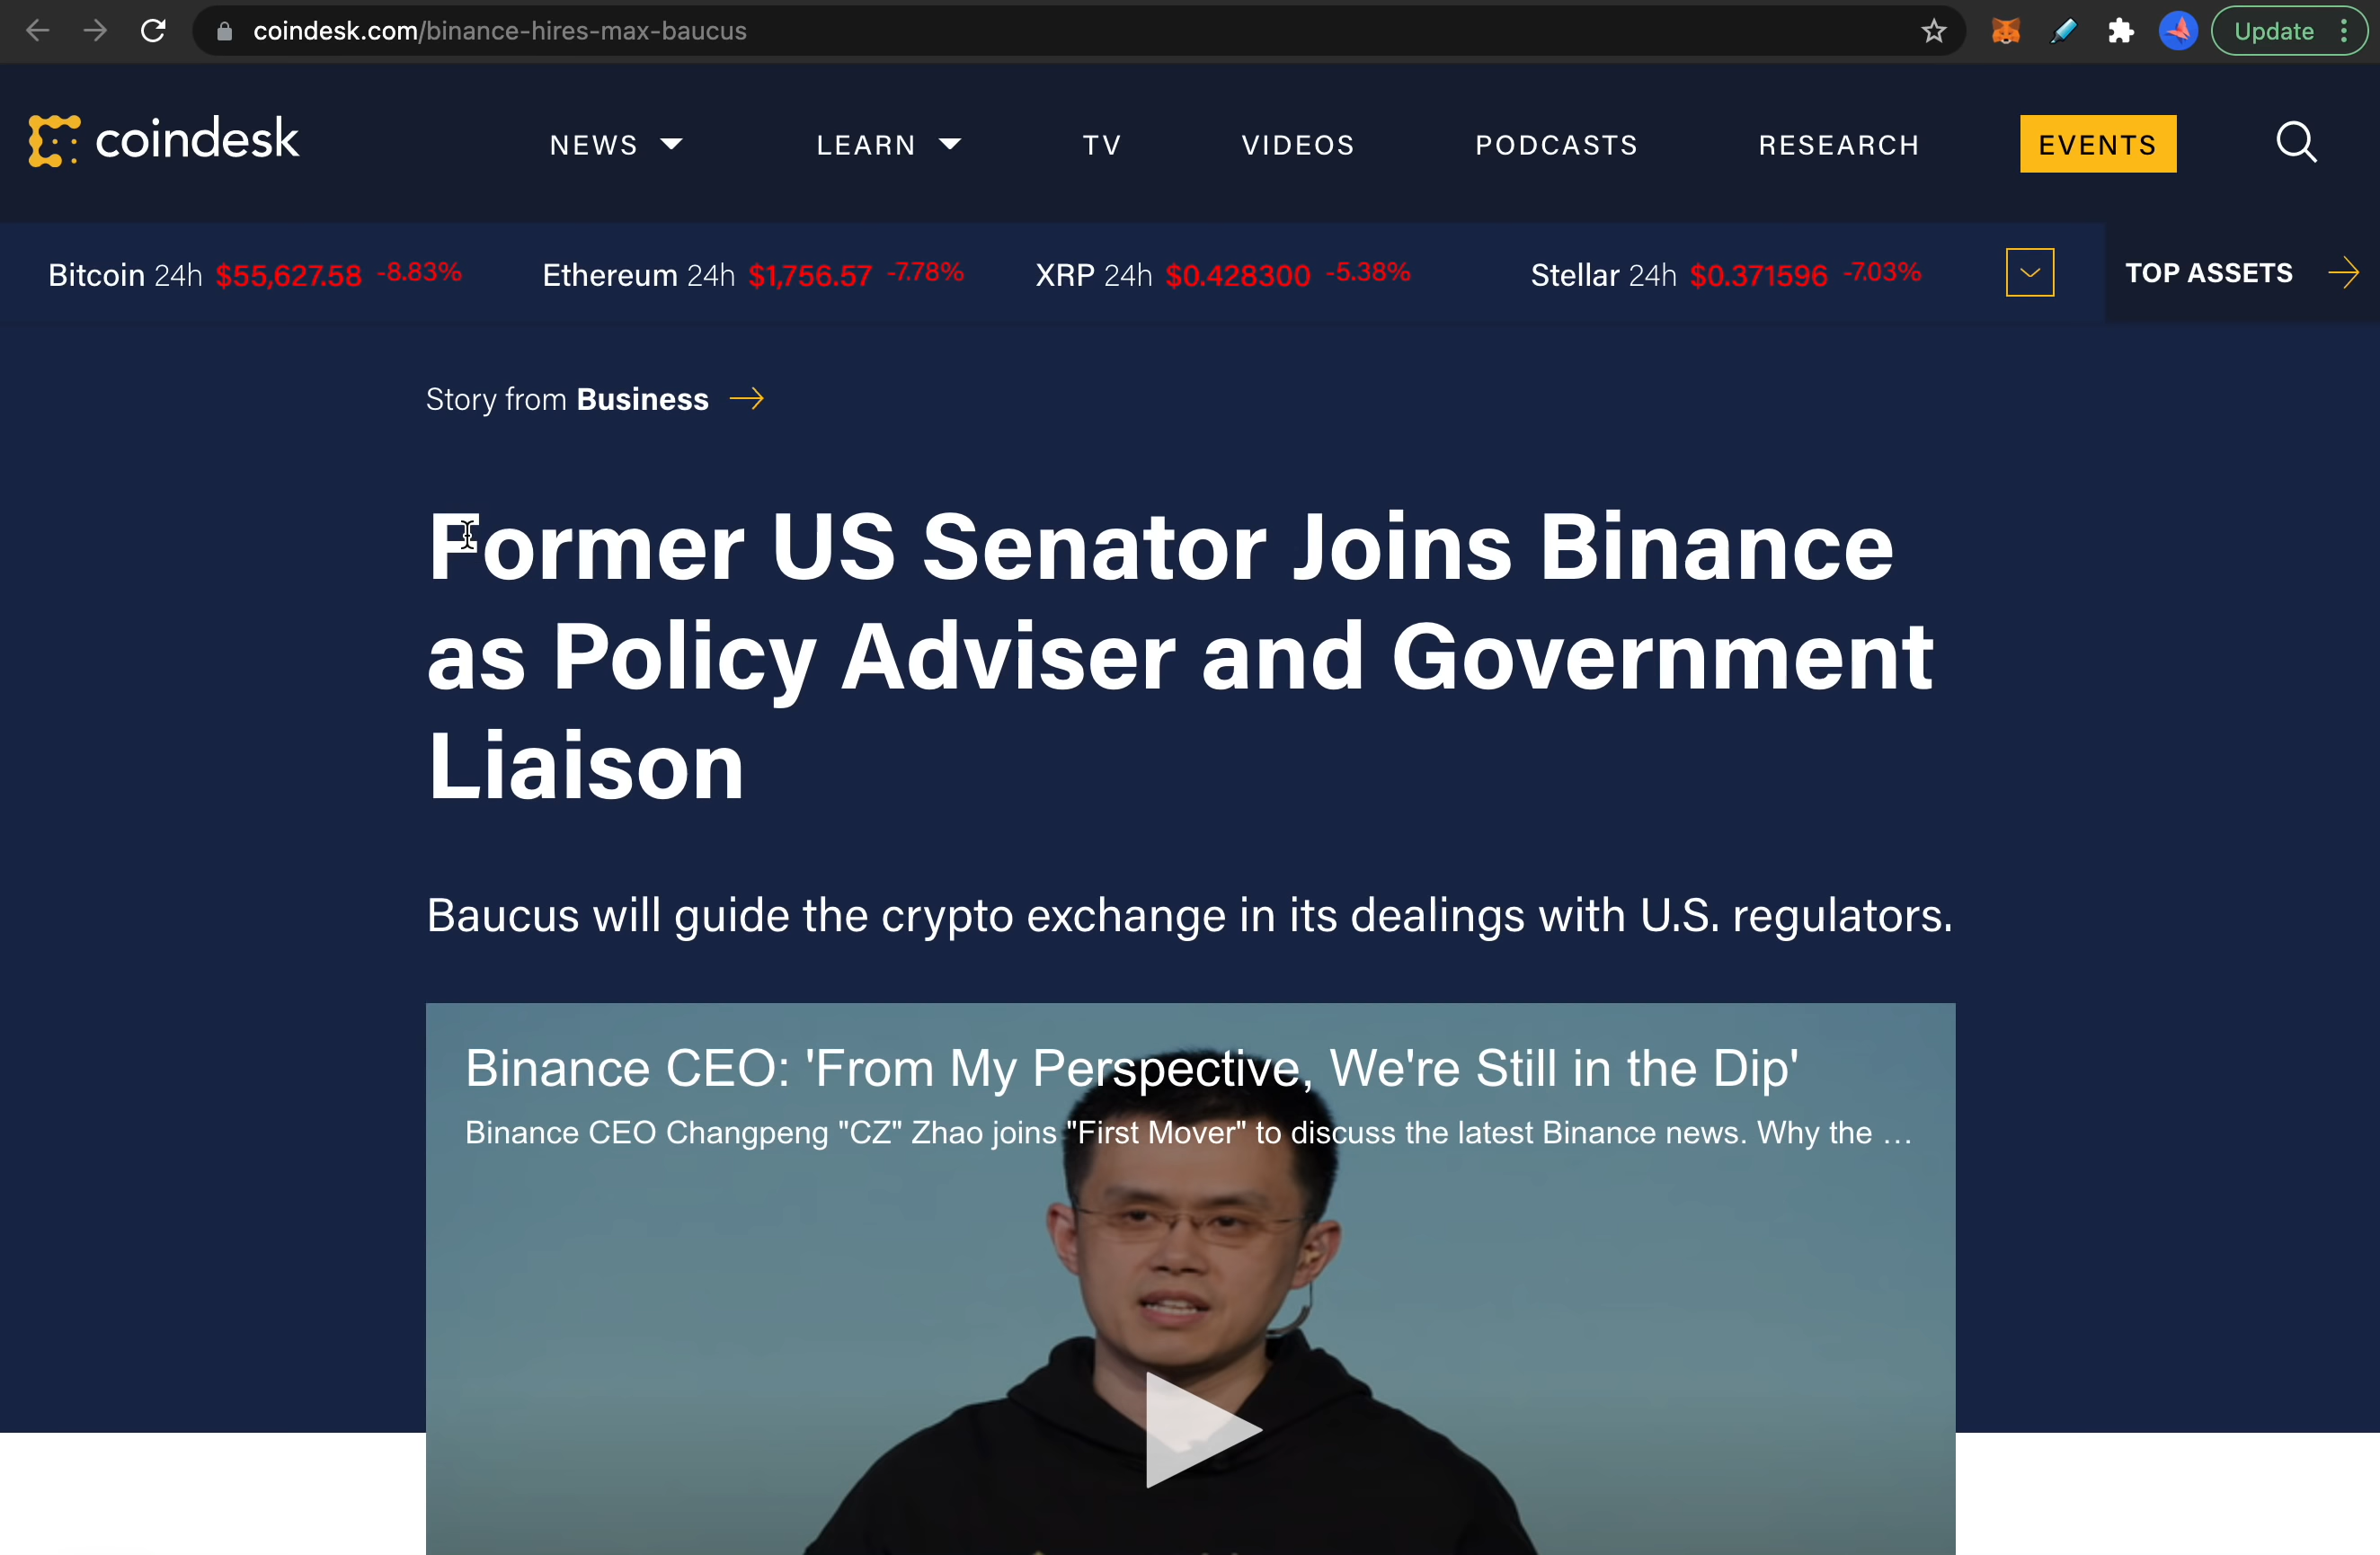 coindesk.com/binance-hires-max-baucus
Update
coindesk
NEWS LEARN TV VIDEOS PODCASTS RESEARCH EVENTS
Bitcoin 24h $55,627.58 -8.83% Ethereum 24h $1,756.57 -7.78% XRP 24h $0.428300 -5.38% Stellar 24h $0.371596 -7.03% TOP ASSETS
Story from Business
Former US Senator Joins Binance
as Policy Adviser and Government
Liaison
Baucus will guide the crypto exchange in its dealings with U.S. regulators.
Binance CEO: 'From My Perspective, We're Still in the Dip'
Binance CEO Changpeng "CZ" Zhao joins "First Mover" to discuss the latest Binance news. Why the ...